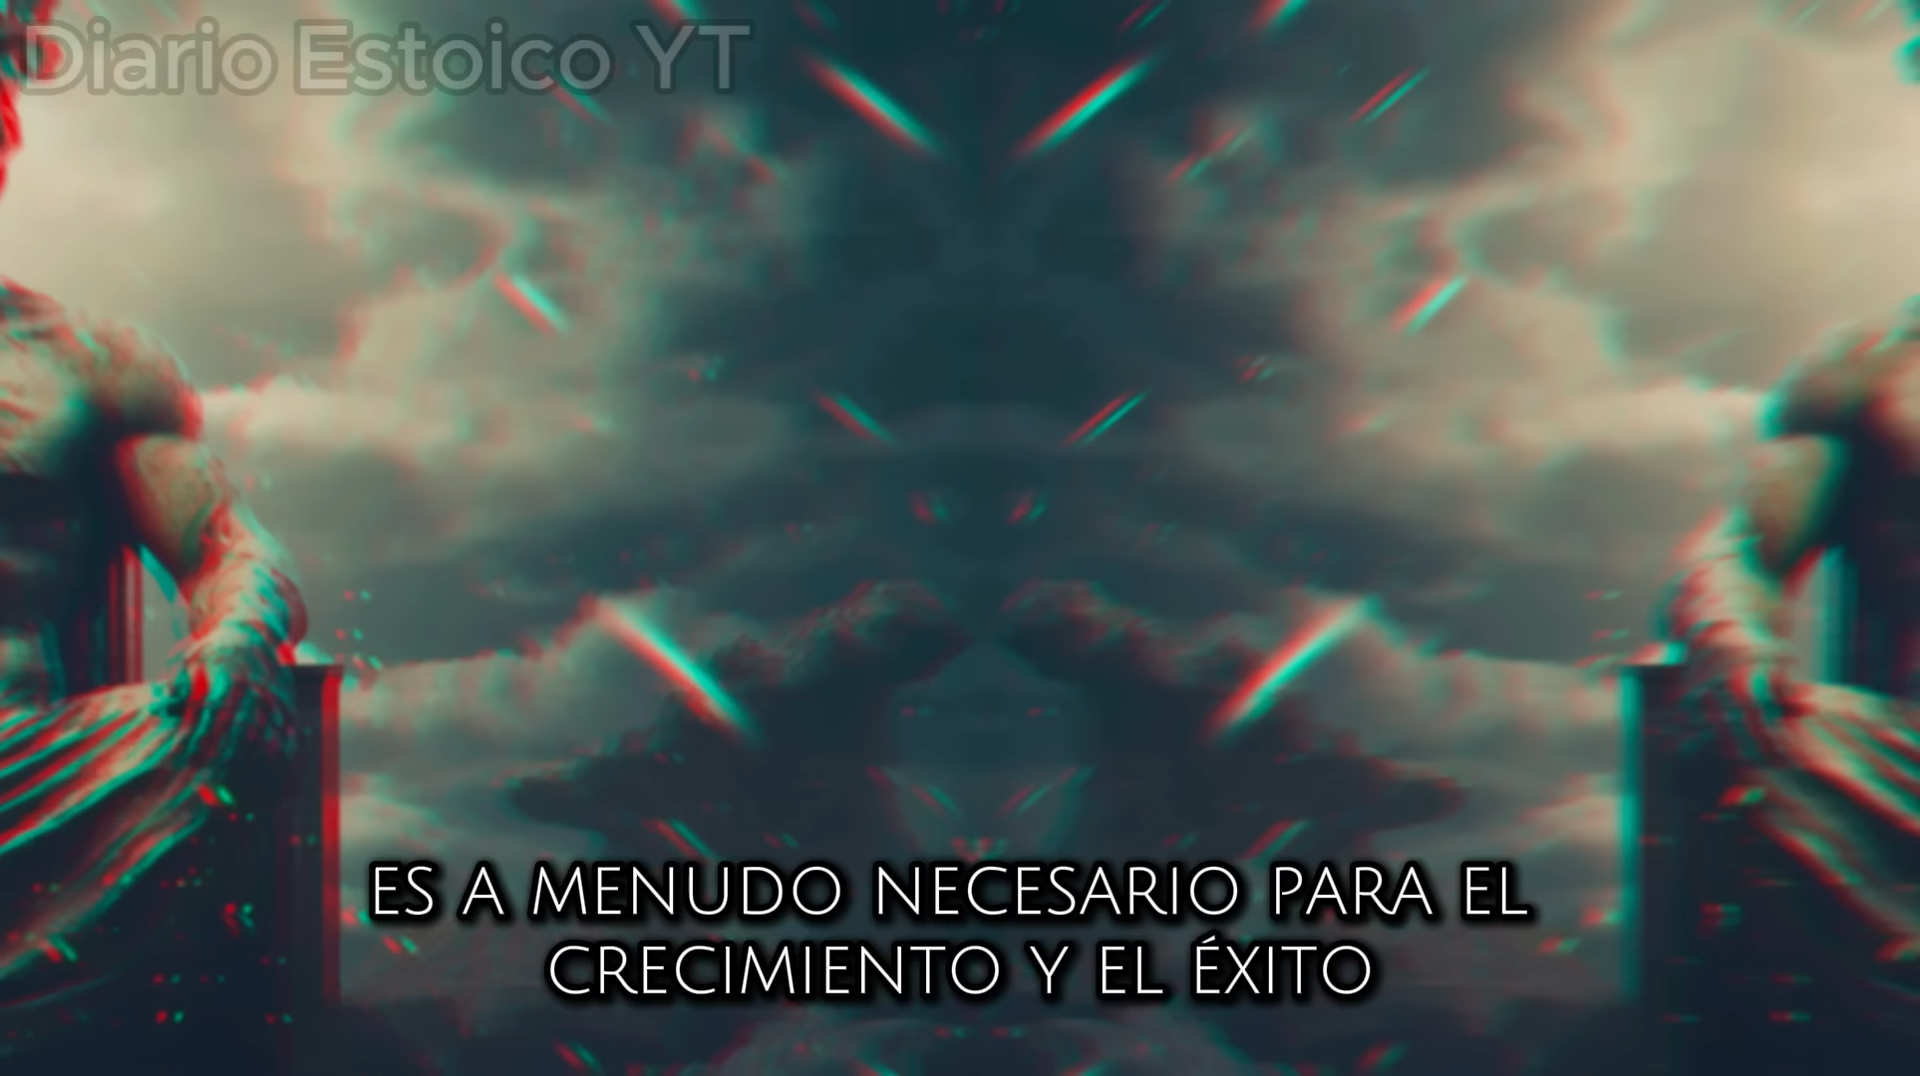 Diario Estoico YT
ES A MENUDO NECESARIO PARA EL
CRECIMIENTO Y EL ÉXITO